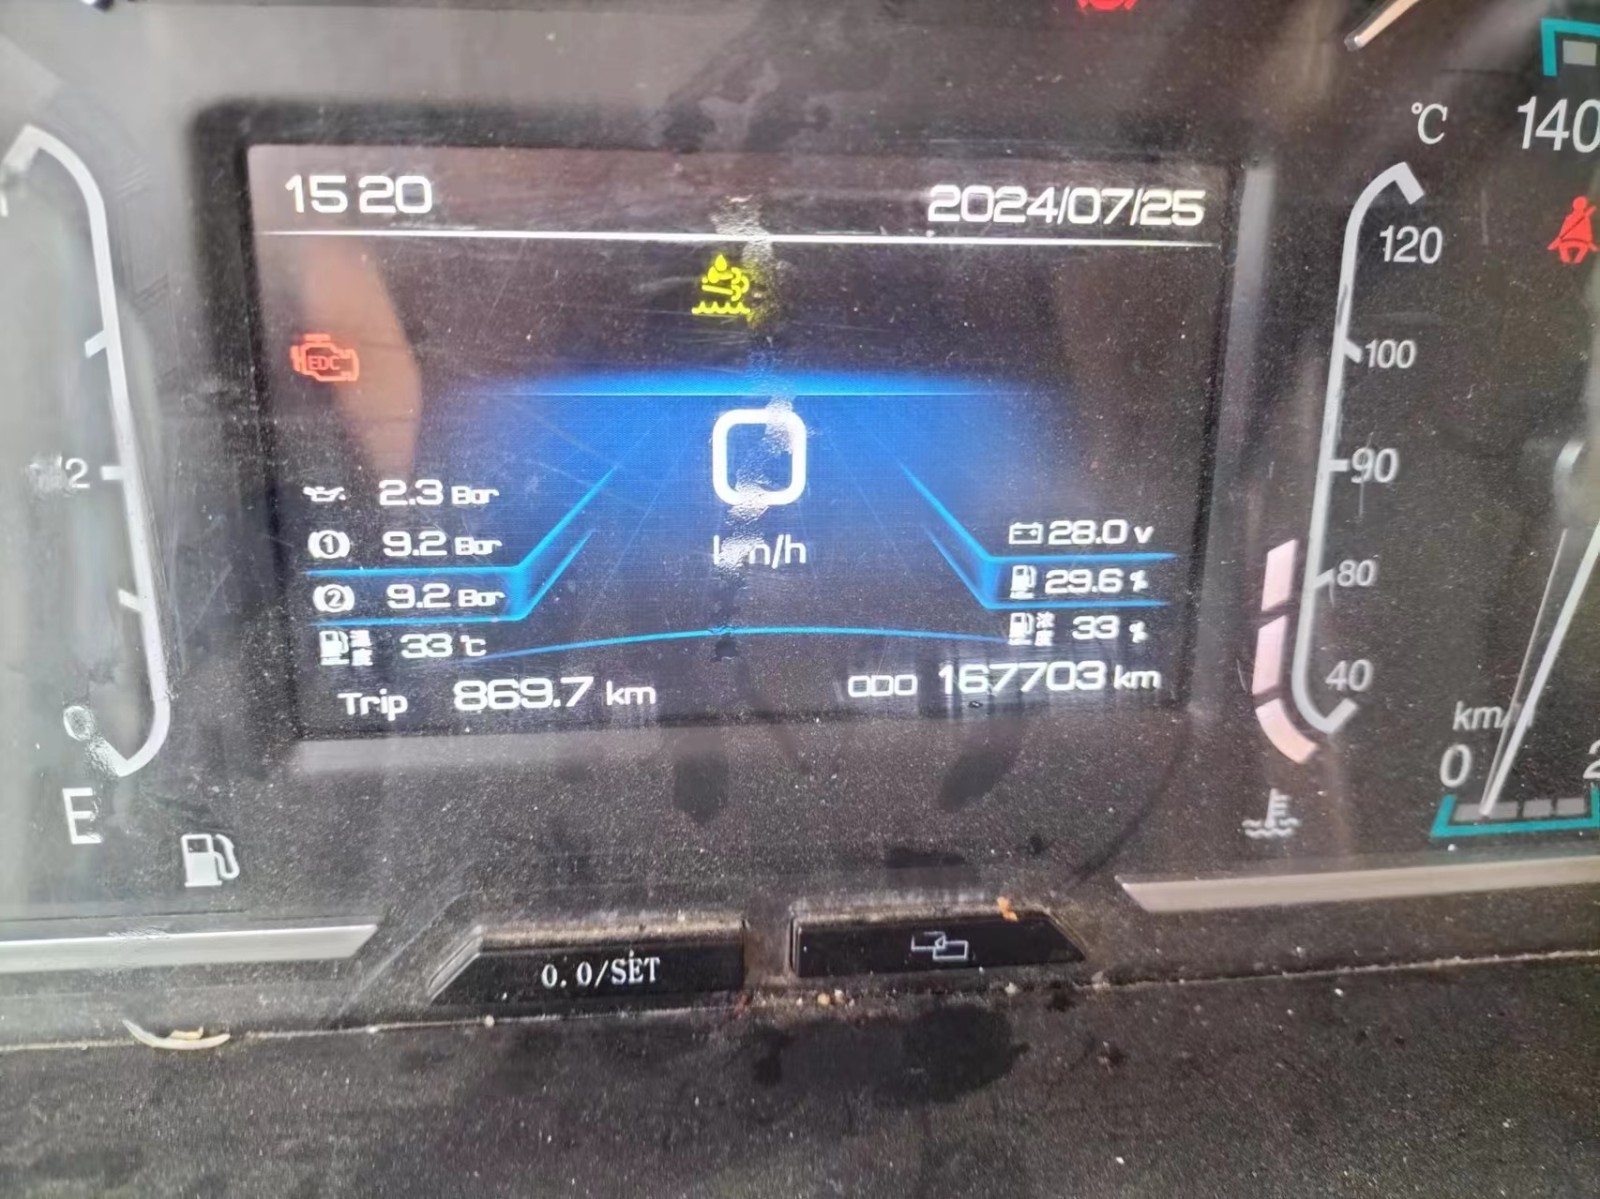 15 20
2024/07/25
EDC
0
km/h
2.3 Bar
1 9.2 Bar
2 9.2 Bar
温度 33 ℃
28.0 v
29.6 %
浓度 33 %
Trip 869.7 km
ODO 167703 km
2
0
E
℃
120
100
90
80
40
140
km/
0
2
0.0/SET